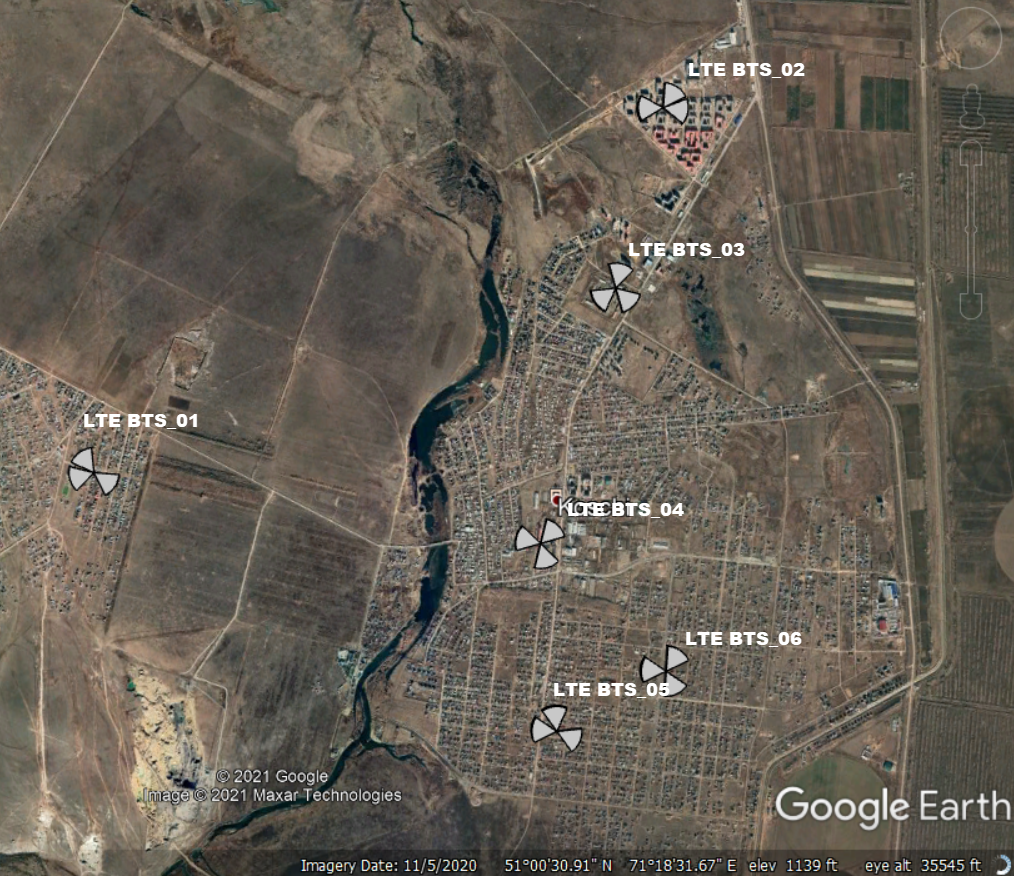 LTE BTS_02
LTE BTS_03
LTE BTS_01
LTE BTS_04
LTE BTS_06
LTE BTS_05
© 2021 Google
Image © 2021 Maxar Technologies
Google Earth
Imagery Date: 11/5/2020 51°00'30.91" N 71°18'31.67" E elev 1139 ft eye alt 35545 ft